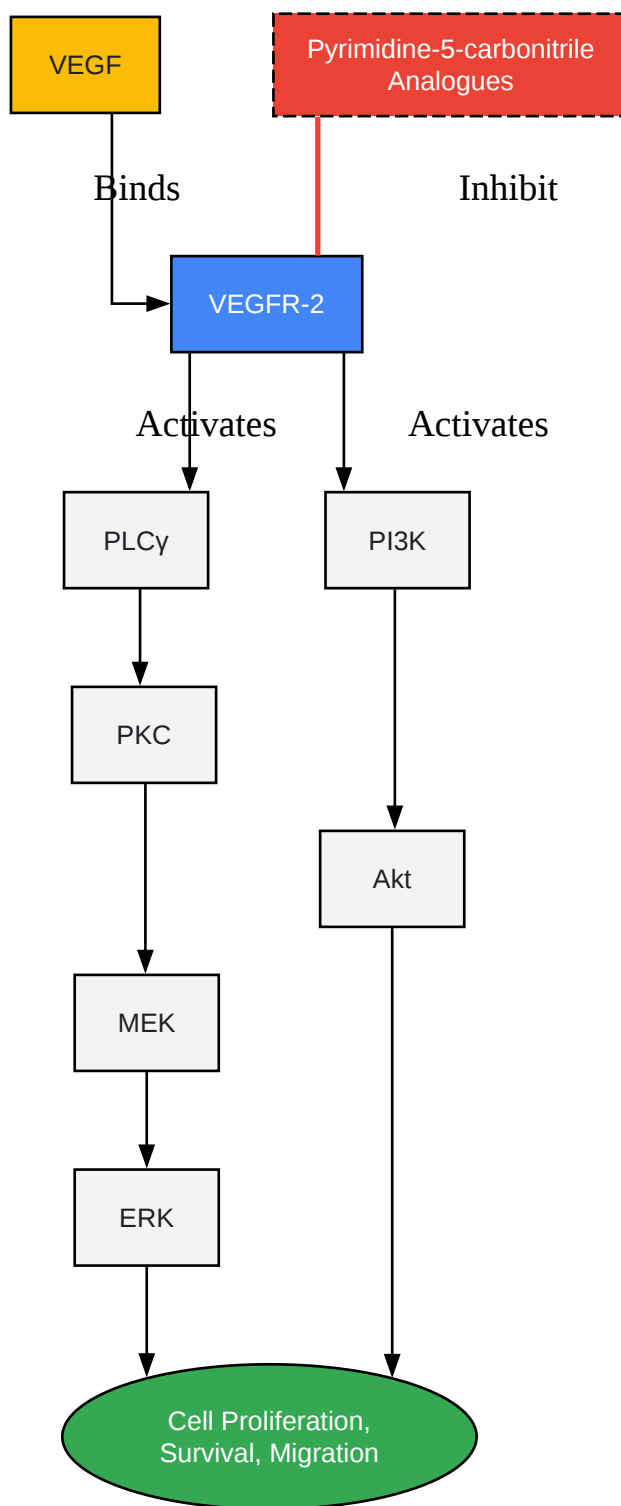 VEGF
Pyrimidine-5-carbonitrile
Analogues
Binds
Inhibit
VEGFR-2
Activates
Activates
PLCγ
PI3K
PKC
Akt
MEK
ERK
Cell Proliferation,
Survival, Migration